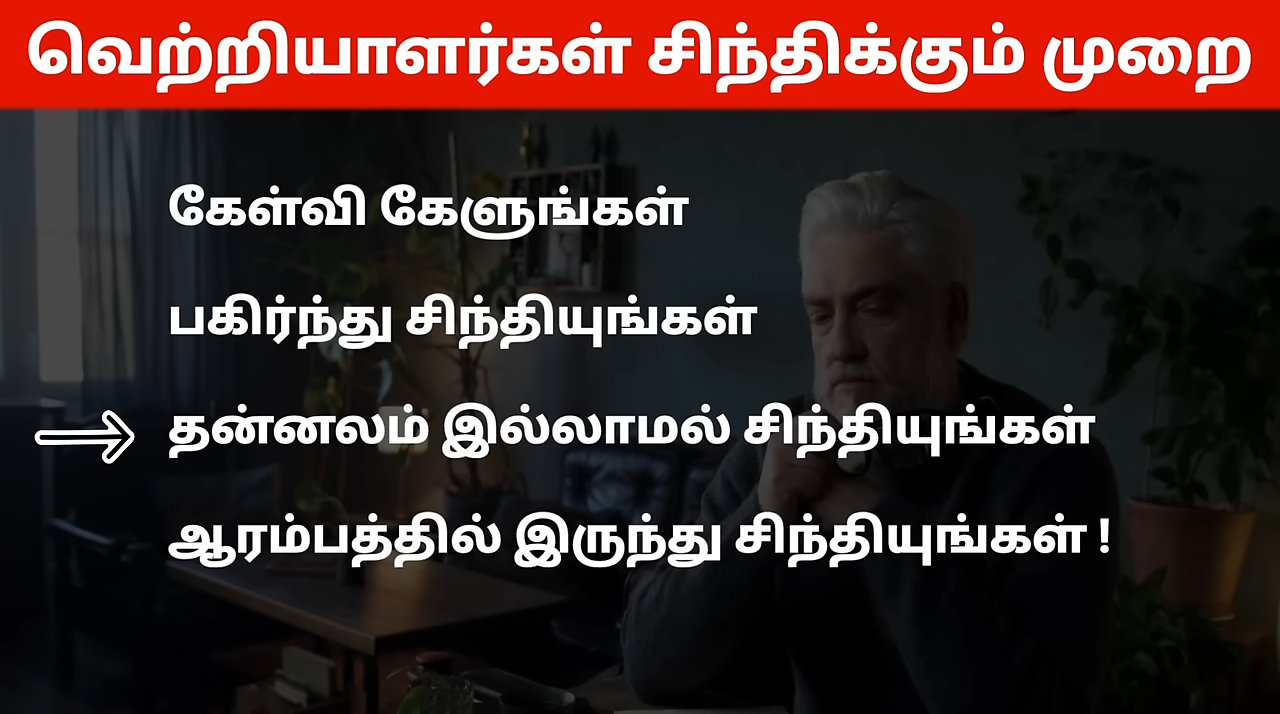 வெற்றியாளர்கள் சிந்திக்கும் முறை
கேள்வி கேளுங்கள்
பகிர்ந்து சிந்தியுங்கள்
தன்னலம் இல்லாமல் சிந்தியுங்கள்
ஆரம்பத்தில் இருந்து சிந்தியுங்கள் !